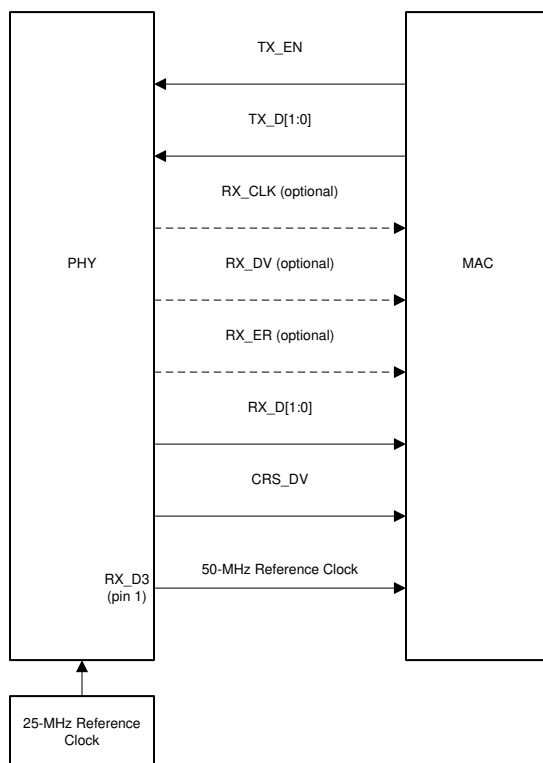 TX_EN
TX_D[1:0]
RX_CLK (optional)
PHY
RX_DV (optional)
MAC
RX_ER (optional)
RX_D[1:0]
CRS_DV
RX_D3
(pin 1)
50-MHz Reference Clock
25-MHz Reference
Clock